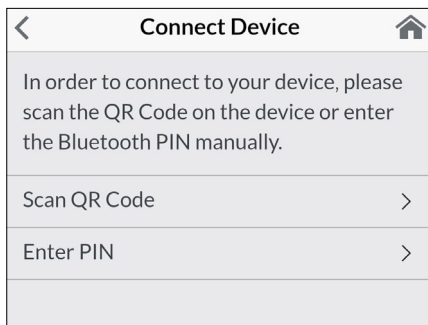 Connect Device
In order to connect to your device, please
scan the QR Code on the device or enter
the Bluetooth PIN manually.
Scan QR Code
Enter PIN